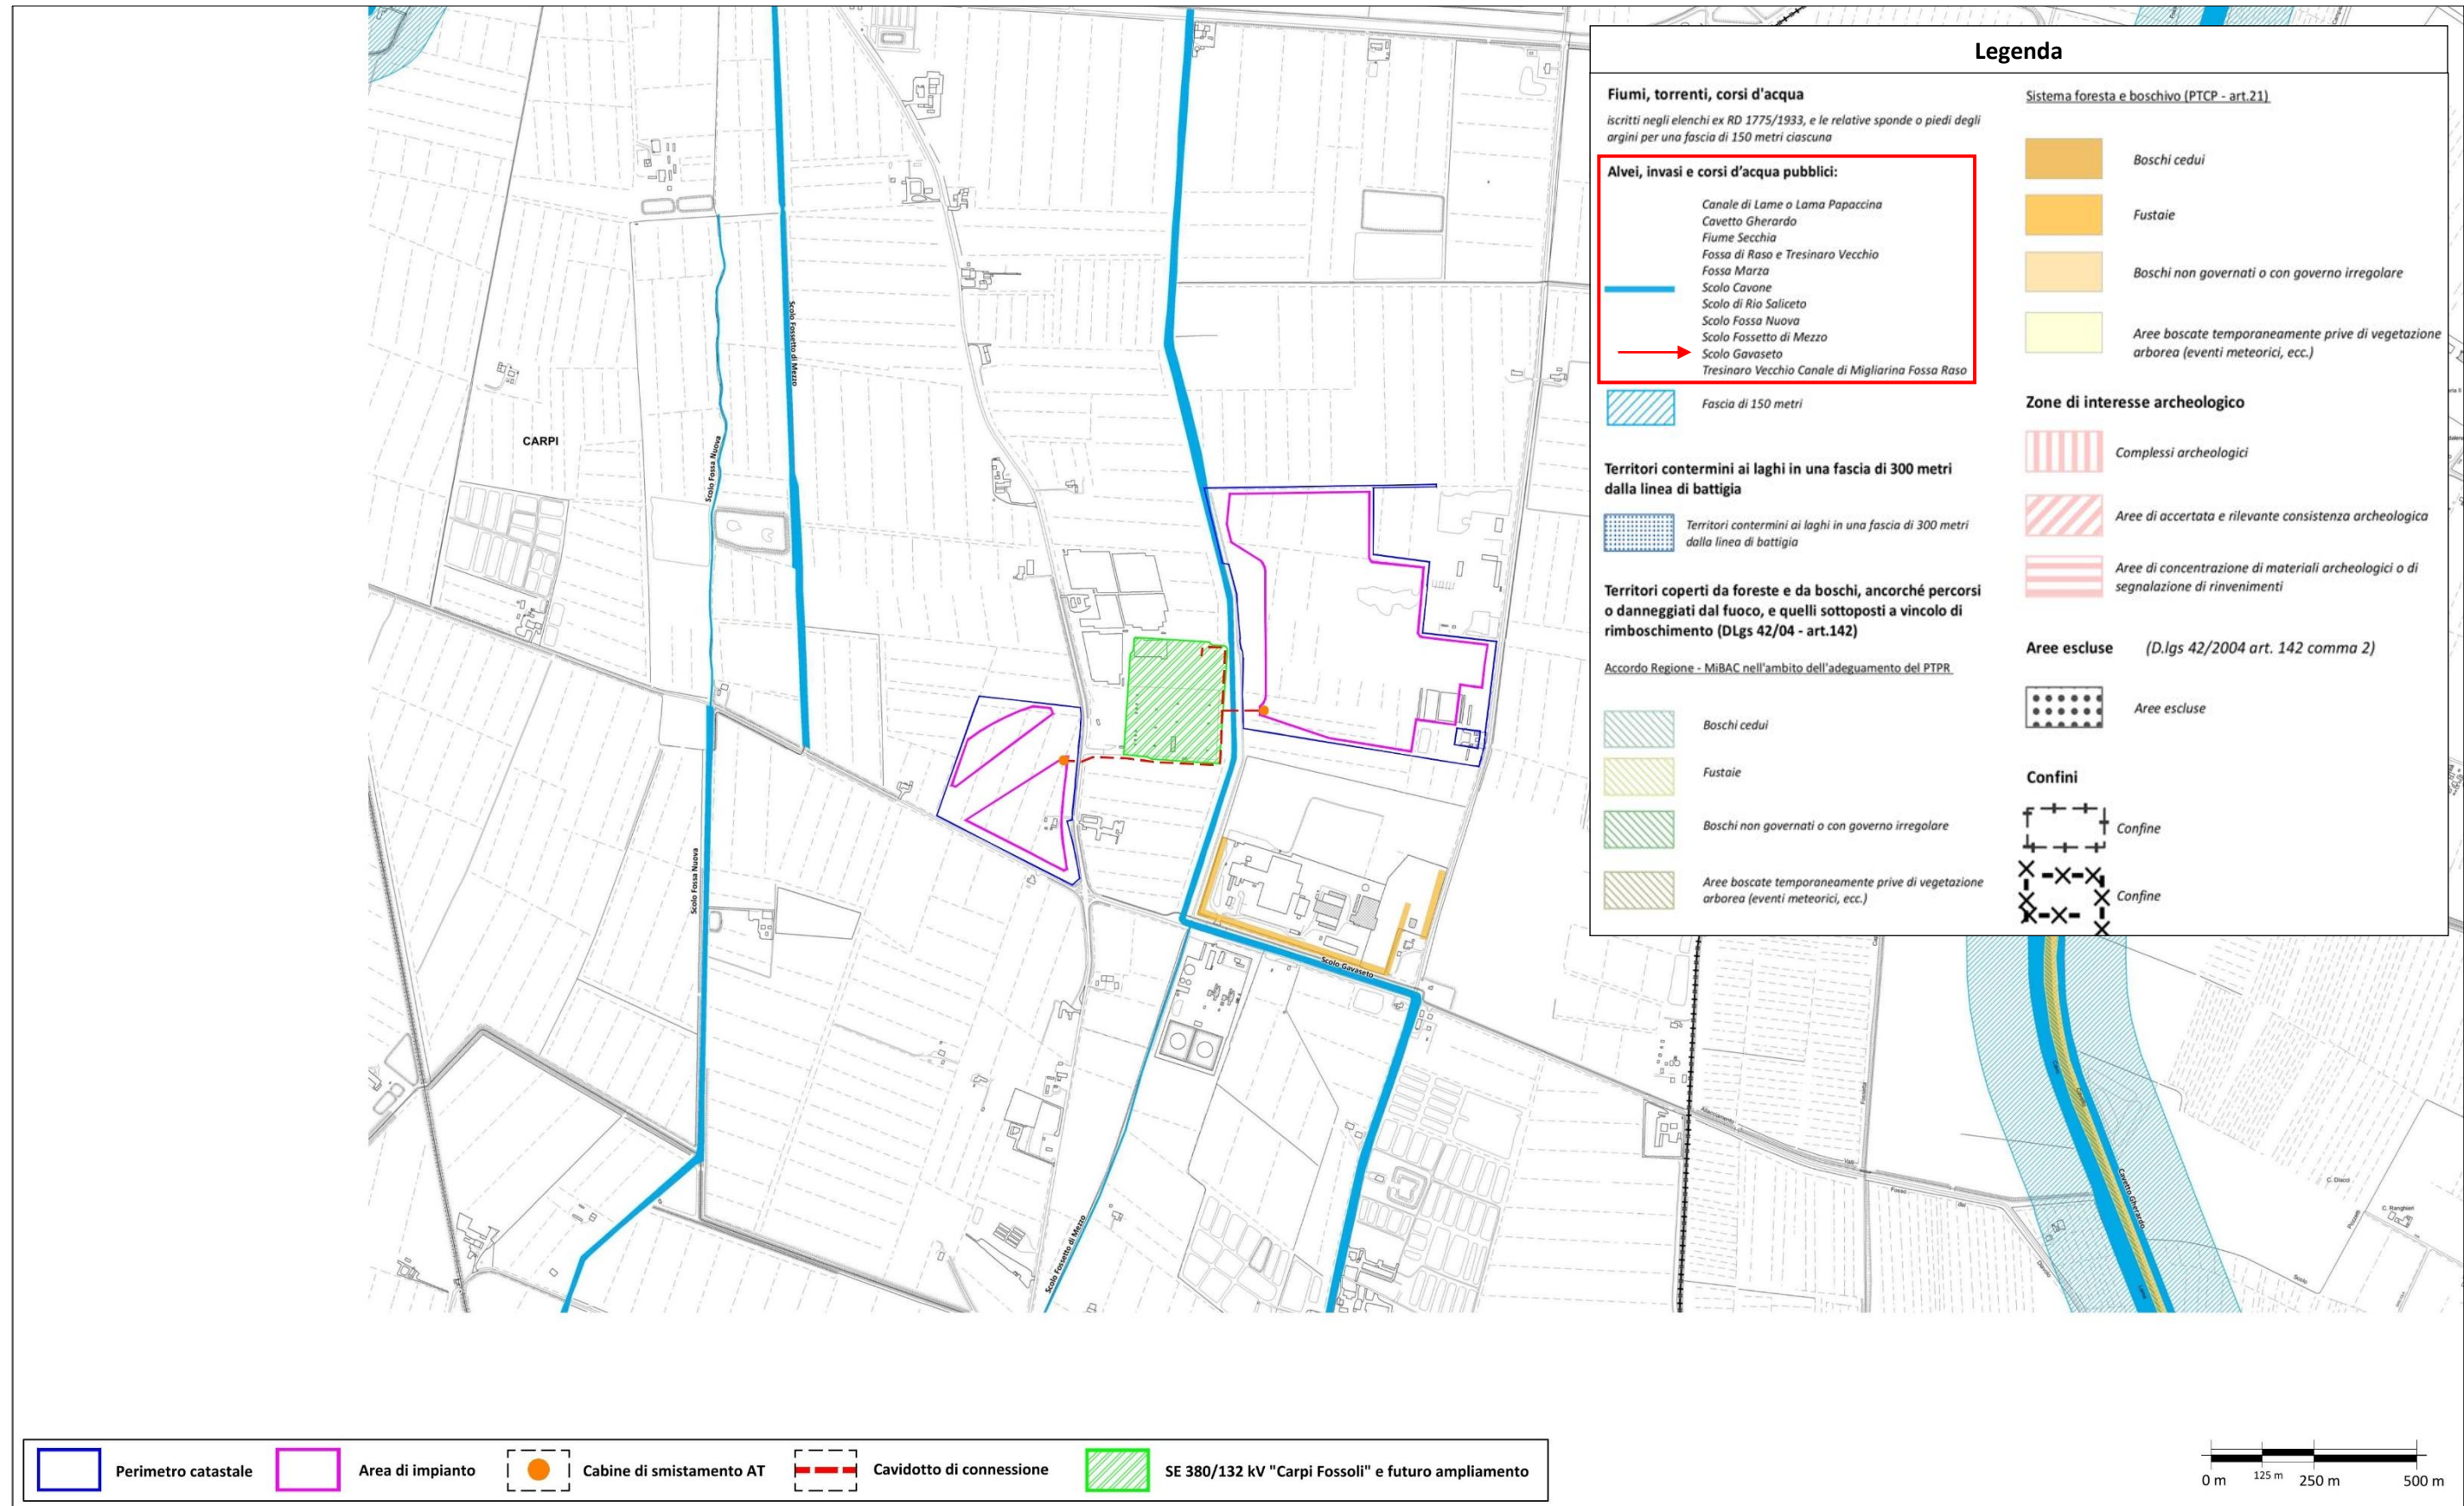 Legenda
Fiumi, torrenti, corsi d'acqua
iscritti negli elenchi ex RD 1775/1933, e le relative sponde o piedi degli
argini per una fascia di 150 metri ciascuna
Alvei, invasi e corsi d'acqua pubblici:
Canale di Lame o Lama Papaccina
Cavetto Gherardo
Fiume Secchia
Fossa di Raso e Tresinaro Vecchio
Fossa Marza
Scolo Cavone
Scolo di Rio Saliceto
Scolo Fossa Nuova
Scolo Fossetto di Mezzo
Scolo Gavaseto
Tresinaro Vecchio Canale di Migliarina Fossa Raso
Fascia di 150 metri
Territori contermini ai laghi in una fascia di 300 metri
dalla linea di battigia
Territori contermini ai laghi in una fascia di 300 metri
dalla linea di battigia
Territori coperti da foreste e da boschi, ancorché percorsi
o danneggiati dal fuoco, e quelli sottoposti a vincolo di
rimboschimento (DLgs 42/04 - art.142)
Accordo Regione - MiBAC nell'ambito dell'adeguamento del PTPR
Boschi cedui
Fustaie
Boschi non governati o con governo irregolare
Aree boscate temporaneamente prive di vegetazione
arborea (eventi meteorici, ecc.)
Sistema foresta e boschivo (PTCP - art.21)
Boschi cedui
Fustaie
Boschi non governati o con governo irregolare
Aree boscate temporaneamente prive di vegetazione
arborea (eventi meteorici, ecc.)
Zone di interesse archeologico
Complessi archeologici
Aree di accertata e rilevante consistenza archeologica
Aree di concentrazione di materiali archeologici o di
segnalazione di rinvenimenti
Aree escluse (D.lgs 42/2004 art. 142 comma 2)
Aree escluse
Confini
Confine
Confine
Scolo Fossetto di Mezzo
CARPI
Scolo Fossa Nuova
Scolo Fossa Nuova
Scolo Gavaseto
Scolo Fossetto di Mezzo
Cavetto Gherardo
Allacciamento
Fossetta
Valli
Fosso
dei
C. Diacci
C. Ranghieri
Scolo
Perimetro catastale
Area di impianto
Cabine di smistamento AT
Cavidotto di connessione
SE 380/132 kV "Carpi Fossoli" e futuro ampliamento
0 m 125 m 250 m 500 m